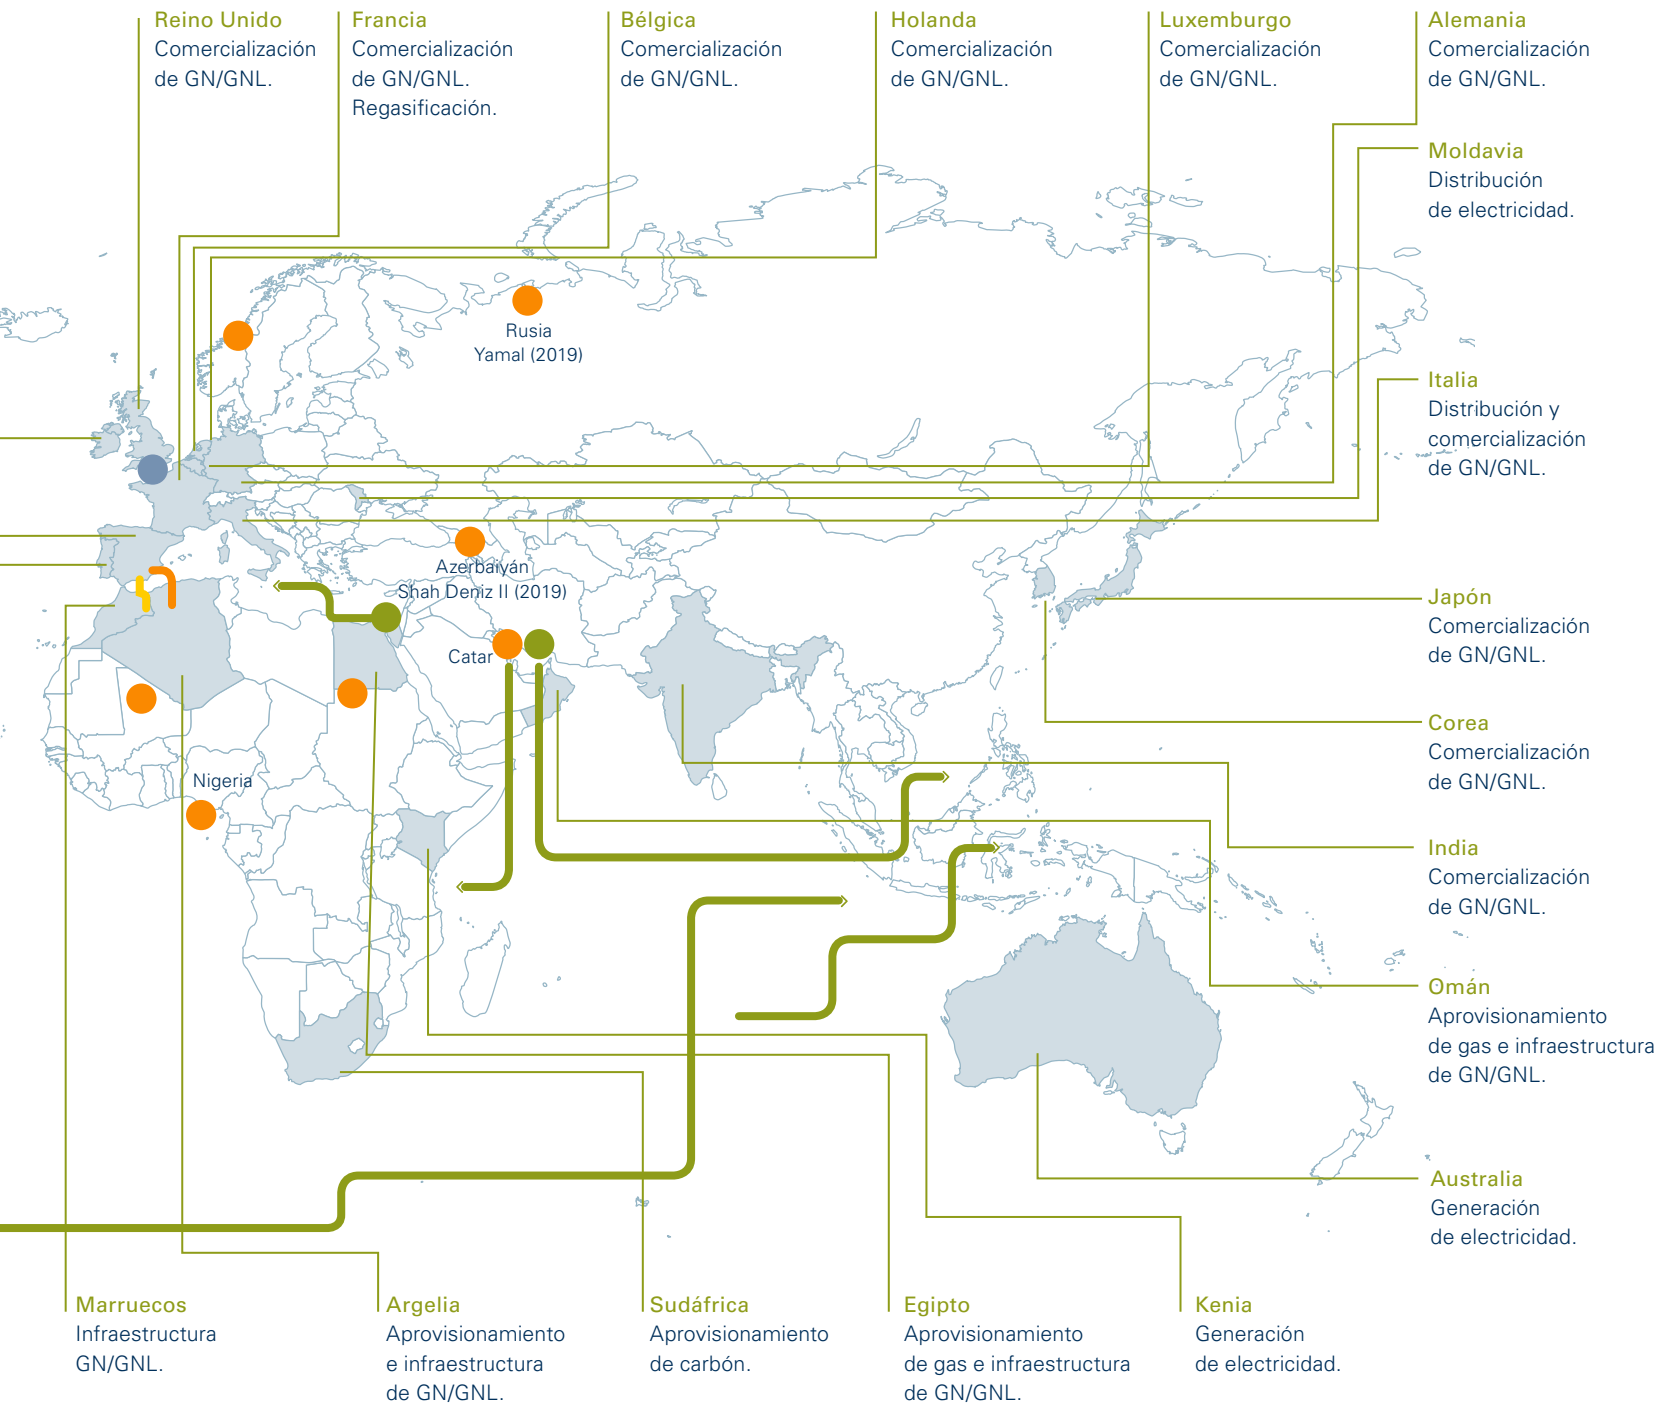 Reino Unido
Comercialización
de GN/GNL.
Francia
Comercialización
de GN/GNL.
Regasificación.
Bélgica
Comercialización
de GN/GNL.
Holanda
Comercialización
de GN/GNL.
Luxemburgo
Comercialización
de GN/GNL.
Alemania
Comercialización
de GN/GNL.
Moldavia
Distribución
de electricidad.
Rusia
Yamal (2019)
Italia
Distribución y
comercialización
de GN/GNL.
Azerbaiyán
Shah Deniz II (2019)
Japón
Comercialización
de GN/GNL.
Catar
Corea
Comercialización
de GN/GNL.
Nigeria
India
Comercialización
de GN/GNL.
Omán
Aprovisionamiento
de gas e infraestructura
de GN/GNL.
Australia
Generación
de electricidad.
Marruecos
Infraestructura
GN/GNL.
Argelia
Aprovisionamiento
e infraestructura
de GN/GNL.
Sudáfrica
Aprovisionamiento
de carbón.
Egipto
Aprovisionamiento
de gas e infraestructura
de GN/GNL.
Kenia
Generación
de electricidad.